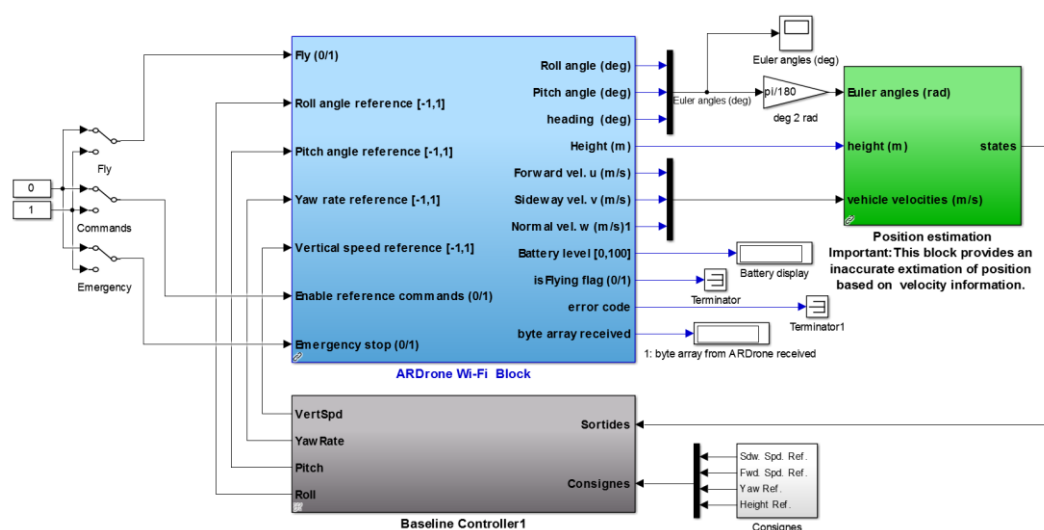 Fly (0/1)
Roll angle reference [-1,1]
Pitch angle reference [-1,1]
Yaw rate reference [-1,1]
Vertical speed reference [-1,1]
Enable reference commands (0/1)
Emergency stop (0/1)
Roll angle (deg)
Pitch angle (deg)
heading (deg)
Height (m)
Forward vel. u (m/s)
Sideway vel. v (m/s)
Normal vel. w (m/s)1
Battery level [0,100]
isFlying flag (0/1)
error code
byte array received
ARDrone Wi-Fi Block
Fly
0
1
Commands
Emergency
Euler angles (deg)
Euler angles (deg)
pi/180
deg 2 rad
Euler angles (rad)
height (m)
vehicle velocities (m/s)
states
Position estimation
Important:This block provides an
inaccurate extimation of position
based on velocity information.
Battery display
Terminator
Terminator1
1: byte array from ARDrone received
VertSpd
YawRate
Pitch
Roll
Sortides
Consignes
Baseline Controller1
Sdw. Spd. Ref.
Fwd. Spd. Ref.
Yaw Ref.
Height Ref.
Consignes